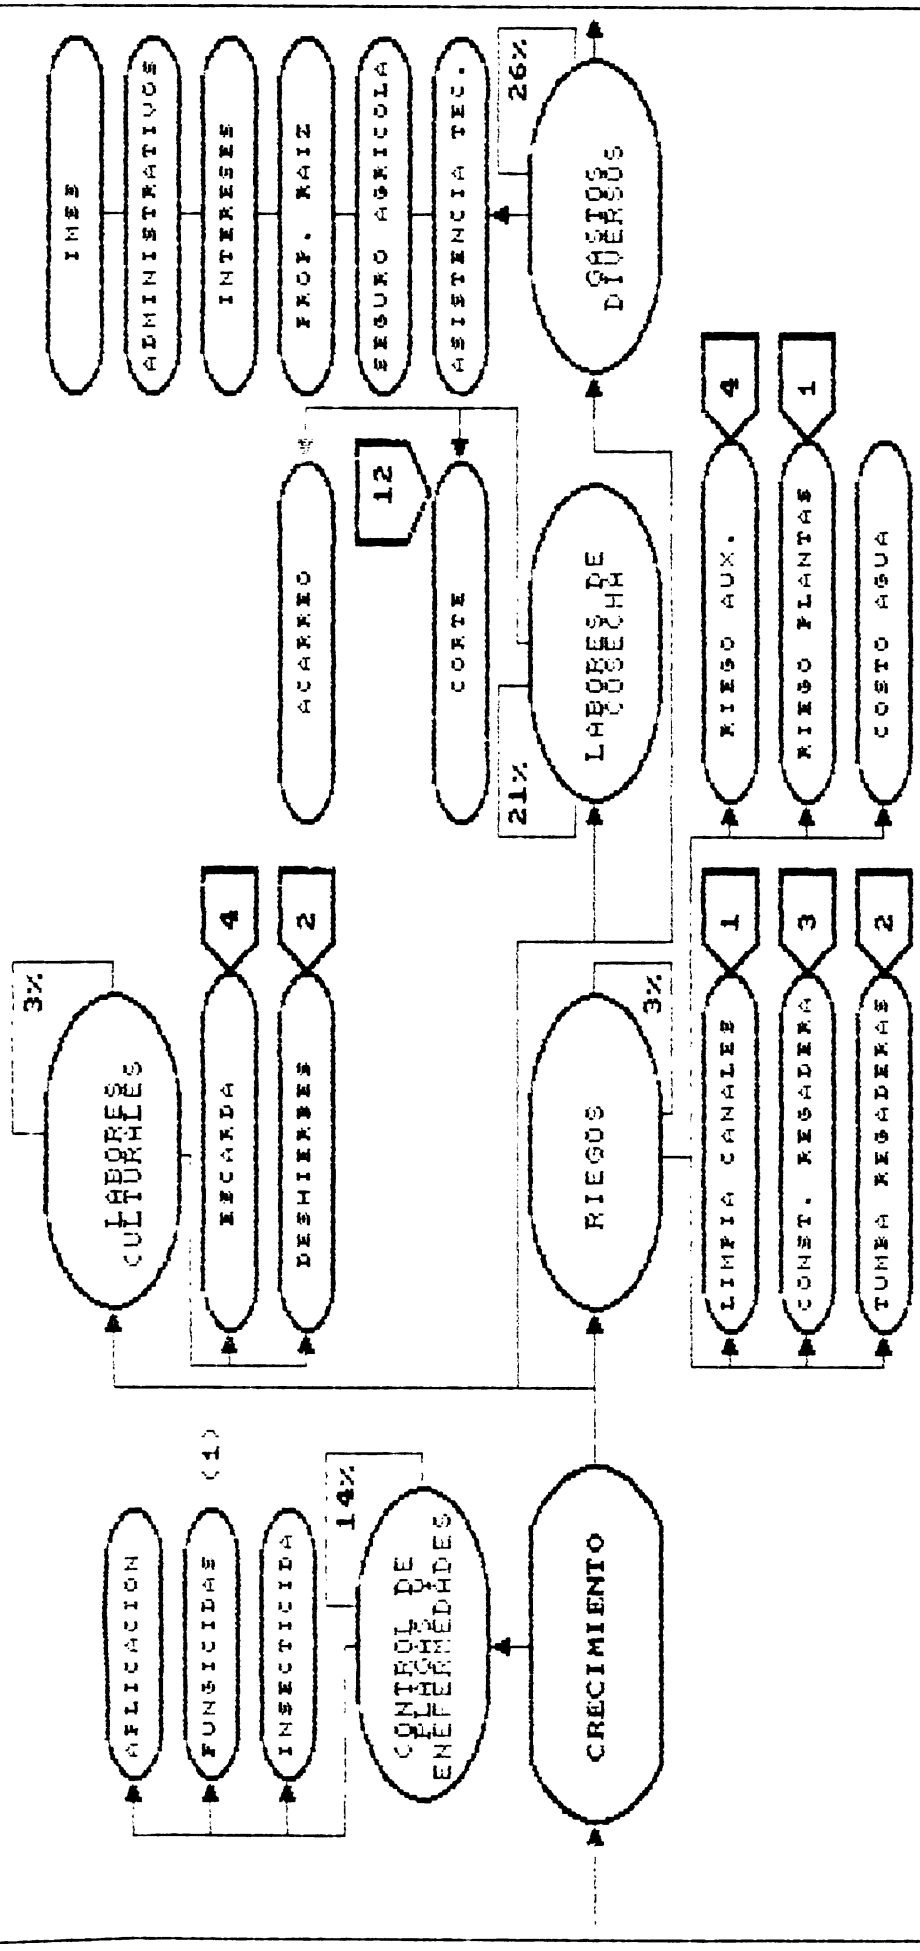 APLICACION
FUNGICIDAS
(1)
INSECTICIDA
14%
CONTROL DE
PLAGAS Y
ENEFERMEDADES
CRECIMIENTO
3%
LABORES
CULTURALES
ESCARDA
4
DESHIERBES
2
RIEGOS
3%
LIMPIA CANALES
1
CONST. REGADERA
3
TUMBA REGADERAS
2
ACARREO
12
CORTE
21%
LABORES DE
COSECHA
RIEGO AUX.
4
RIEGO PLANTAS
1
COSTO AGUA
IMSS
ADMINISTRATIVOS
INTERESES
PROP. RAIZ
SEGURO AGRICOLA
ASISTENCIA TEC.
26%
GASTOS
DIVERSOS